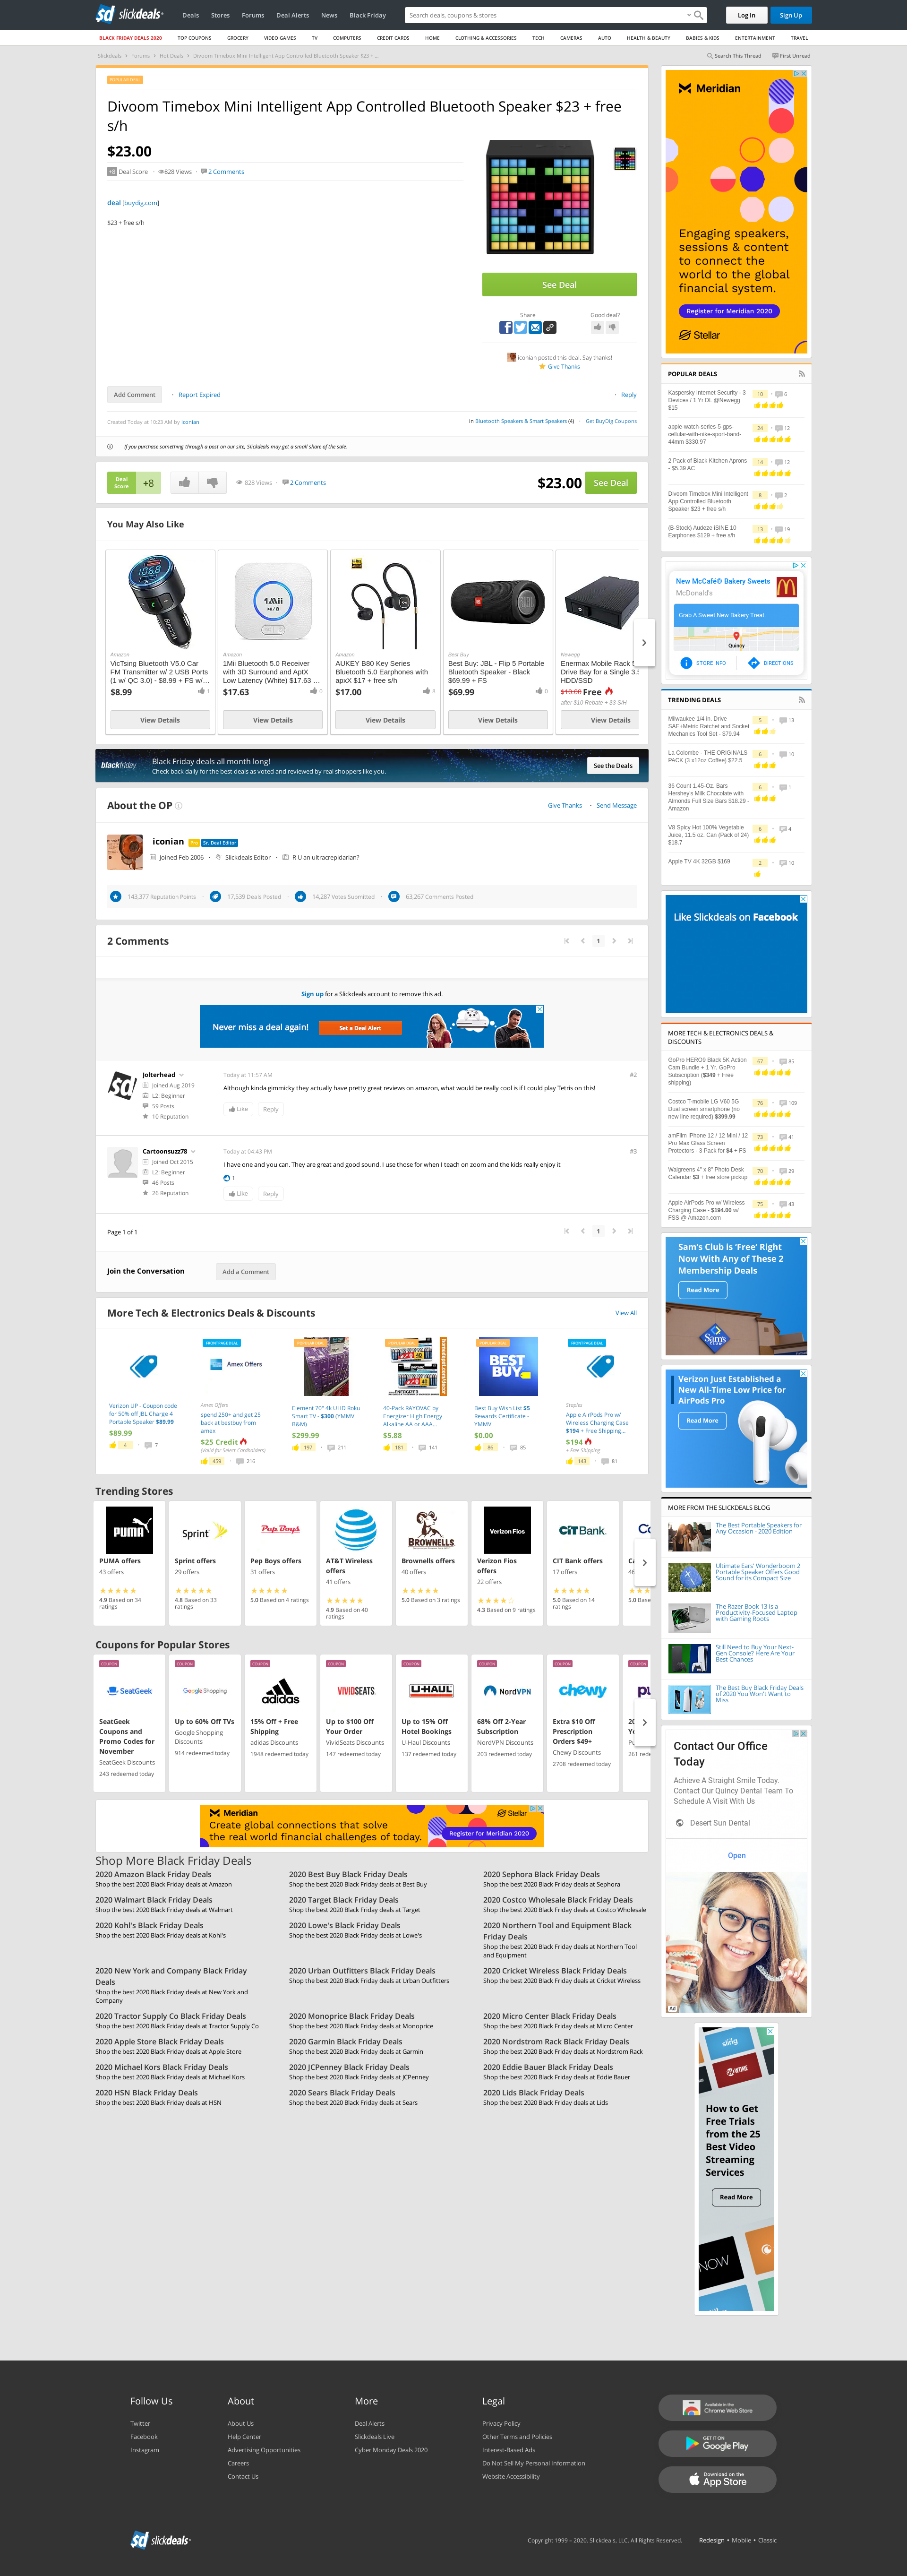 slickdeals
Deals Stores Forums Deal Alerts News Black Friday
Search deals, coupons & stores
Log In Sign Up
BLACK FRIDAY DEALS 2020 TOP COUPONS GROCERY VIDEO GAMES TV COMPUTERS CREDIT CARDS HOME CLOTHING & ACCESSORIES TECH CAMERAS AUTO HEALTH & BEAUTY BABIES & KIDS ENTERTAINMENT TRAVEL
Slickdeals Forums Hot Deals Divoom Timebox Mini Intelligent App Controlled Bluetooth Speaker $23 + ...
Search This Thread First Unread
POPULAR DEAL
Divoom Timebox Mini Intelligent App Controlled Bluetooth Speaker $23 + free
s/h
$23.00
+8 Deal Score 828 Views 2 Comments
deal [buydig.com]
$23 + free s/h
See Deal
Share Good deal?
iconian posted this deal. Say thanks!
Give Thanks
Add Comment Report Expired Reply
Created Today at 10:23 AM by iconian
in Bluetooth Speakers & Smart Speakers (4) Get BuyDig Coupons
If you purchase something through a post on our site, Slickdeals may get a small share of the sale.
Deal Score +8 828 Views 2 Comments $23.00 See Deal
You May Also Like
Amazon
VicTsing Bluetooth V5.0 Car
FM Transmitter w/ 2 USB Ports
(1 w/ QC 3.0) - $8.99 + FS w/...
$8.99 1
View Details
Amazon
1Mii Bluetooth 5.0 Receiver
with 3D Surround and AptX
Low Latency (White) $17.63 ...
$17.63 0
View Details
Amazon
AUKEY B80 Key Series
Bluetooth 5.0 Earphones with
aptX $17 + free s/h
$17.00 8
View Details
Best Buy
Best Buy: JBL - Flip 5 Portable
Bluetooth Speaker - Black
$69.99 + FS
$69.99 0
View Details
Newegg
Enermax Mobile Rack
Drive Bay for a Single 3.5
HDD/SSD
$10.00 Free
after $10 Rebate + $3 S/H
View Details
blackfriday
Black Friday deals all month long!
Check back daily for the best deals as voted and reviewed by real shoppers like you.
See the Deals
About the OP
Give Thanks Send Message
iconian Pro Sr. Deal Editor
Joined Feb 2006 Slickdeals Editor R U an ultracrepidarian?
143,377 Reputation Points 17,539 Deals Posted 14,287 Votes Submitted 63,267 Comments Posted
2 Comments
1
Sign up for a Slickdeals account to remove this ad.
Never miss a deal again! Set a Deal Alert
Jolterhead
Joined Aug 2019
L2: Beginner
59 Posts
10 Reputation
Today at 11:57 AM #2
Although kinda gimmicky they actually have pretty great reviews on amazon, what would be really cool is if I could play Tetris on this!
Like Reply
Cartoonsuzz78
Joined Oct 2015
L2: Beginner
46 Posts
26 Reputation
Today at 04:43 PM #3
I have one and you can. They are great and good sound. I use those for when I teach on zoom and the kids really enjoy it
1
Like Reply
Page 1 of 1
1
Join the Conversation Add a Comment
More Tech & Electronics Deals & Discounts View All
Verizon UP - Coupon code
for 50% off JBL Charge 4
Portable Speaker $89.99
$89.99
4 7
FRONTPAGE DEAL
Amex Offers
Amex Offers
spend 250+ and get 25
back at bestbuy from
amex
$25 Credit
(Valid for Select Cardholders)
459 216
POPULAR DEAL
Element 70" 4k UHD Roku
Smart TV - $300 (YMMV
B&M)
$299.99
197 211
POPULAR DEAL
40-Pack RAYOVAC by
Energizer High Energy
Alkaline AA or AAA...
$5.88
181 141
POPULAR DEAL
BEST BUY
Best Buy Wish List $5
Rewards Certificate -
YMMV
$0.00
86 85
FRONTPAGE DEAL
Staples
Apple AirPods Pro w/
Wireless Charging Case
$194 + Free Shipping...
$194
+ Free Shipping
143 81
Trending Stores
PUMA
PUMA offers
43 offers
4.9 Based on 34
ratings
Sprint
Sprint offers
29 offers
4.8 Based on 33
ratings
Pep Boys
Pep Boys offers
31 offers
5.0 Based on 4 ratings
AT&T Wireless
offers
41 offers
4.9 Based on 40
ratings
BROWNELLS
Brownells offers
40 offers
5.0 Based on 3 ratings
Verizon Fios
Verizon Fios
offers
22 offers
4.3 Based on 9 ratings
CIT BANK
CIT Bank offers
17 offers
5.0 Based on 14
ratings
Coupons for Popular Stores
COUPON
SeatGeek
SeatGeek
Coupons and
Promo Codes for
November
SeatGeek Discounts
243 redeemed today
COUPON
Google Shopping
Up to 60% Off TVs
Google Shopping
Discounts
914 redeemed today
COUPON
adidas
15% Off + Free
Shipping
adidas Discounts
1948 redeemed today
COUPON
VIVIDSEATS
Up to $100 Off
Your Order
VividSeats Discounts
147 redeemed today
COUPON
U-HAUL
Up to 15% Off
Hotel Bookings
U-Haul Discounts
137 redeemed today
COUPON
NordVPN
68% Off 2-Year
Subscription
NordVPN Discounts
203 redeemed today
COUPON
chewy
Extra $10 Off
Prescription
Orders $49+
Chewy Discounts
2708 redeemed today
COUPON
Meridian
Create global connections that
solve the real world financial challenges of today.
Stellar
Register for Meridian 2020
Shop More Black Friday Deals
2020 Amazon Black Friday Deals
Shop the best 2020 Black Friday deals at Amazon
2020 Best Buy Black Friday Deals
Shop the best 2020 Black Friday deals at Best Buy
2020 Sephora Black Friday Deals
Shop the best 2020 Black Friday deals at Sephora
2020 Walmart Black Friday Deals
Shop the best 2020 Black Friday deals at Walmart
2020 Target Black Friday Deals
Shop the best 2020 Black Friday deals at Target
2020 Costco Wholesale Black Friday Deals
Shop the best 2020 Black Friday deals at Costco Wholesale
2020 Kohl's Black Friday Deals
Shop the best 2020 Black Friday deals at Kohl's
2020 Lowe's Black Friday Deals
Shop the best 2020 Black Friday deals at Lowe's
2020 Northern Tool and Equipment Black
Friday Deals
Shop the best 2020 Black Friday deals at Northern Tool
and Equipment
2020 New York and Company Black Friday
Deals
Shop the best 2020 Black Friday deals at New York and
Company
2020 Urban Outfitters Black Friday Deals
Shop the best 2020 Black Friday deals at Urban Outfitters
2020 Cricket Wireless Black Friday Deals
Shop the best 2020 Black Friday deals at Cricket Wireless
2020 Tractor Supply Co Black Friday Deals
Shop the best 2020 Black Friday deals at Tractor Supply Co
2020 Monoprice Black Friday Deals
Shop the best 2020 Black Friday deals at Monoprice
2020 Micro Center Black Friday Deals
Shop the best 2020 Black Friday deals at Micro Center
2020 Apple Store Black Friday Deals
Shop the best 2020 Black Friday deals at Apple Store
2020 Garmin Black Friday Deals
Shop the best 2020 Black Friday deals at Garmin
2020 Nordstrom Rack Black Friday Deals
Shop the best 2020 Black Friday deals at Nordstrom Rack
2020 Michael Kors Black Friday Deals
Shop the best 2020 Black Friday deals at Michael Kors
2020 JCPenney Black Friday Deals
Shop the best 2020 Black Friday deals at JCPenney
2020 Eddie Bauer Black Friday Deals
Shop the best 2020 Black Friday deals at Eddie Bauer
2020 HSN Black Friday Deals
Shop the best 2020 Black Friday deals at HSN
2020 Sears Black Friday Deals
Shop the best 2020 Black Friday deals at Sears
2020 Lids Black Friday Deals
Shop the best 2020 Black Friday deals at Lids
Meridian
Engaging speakers,
sessions & content
to connect the
world to the global
financial system.
Register for Meridian 2020
Stellar
POPULAR DEALS
Kaspersky Internet Security - 3
Devices / 1 Yr DL @Newegg
$15
10 6
apple-watch-series-5-gps-
cellular-with-nike-sport-band-
44mm $330.97
24 12
2 Pack of Black Kitchen Aprons
- $5.39 AC
14 12
Divoom Timebox Mini Intelligent
App Controlled Bluetooth
Speaker $23 + free s/h
8 2
(B-Stock) Audeze iSINE 10
Earphones $129 + free s/h
13 19
New McCafé® Bakery Sweets
McDonald's
Grab A Sweet New Bakery Treat.
Quincy
STORE INFO DIRECTIONS
TRENDING DEALS
Milwaukee 1/4 in. Drive
SAE+Metric Ratchet and Socket
Mechanics Tool Set - $79.94
5 13
La Colombe - THE ORIGINALS
PACK (3 x12oz Coffee) $22.5
6 10
36 Count 1.45-Oz. Bars
Hershey's Milk Chocolate with
Almonds Full Size Bars $18.29 -
Amazon
6 1
V8 Spicy Hot 100% Vegetable
Juice, 11.5 oz. Can (Pack of 24)
$18.7
6 4
Apple TV 4K 32GB $169
2 10
Like Slickdeals on Facebook
MORE TECH & ELECTRONICS DEALS &
DISCOUNTS
GoPro HERO9 Black 5K Action
Cam Bundle + 1 Yr. GoPro
Subscription ($349 + Free
shipping)
67 85
Costco T-mobile LG V60 5G
Dual screen smartphone (no
new line required) $399.99
76 109
amFilm iPhone 12 / 12 Mini / 12
Pro Max Glass Screen
Protectors - 3 Pack for $4 + FS
73 41
Walgreens 4" x 8" Photo Desk
Calendar $3 + free store pickup
70 29
Apple AirPods Pro w/ Wireless
Charging Case - $194.00 w/
FSS @ Amazon.com
75 43
Sam's Club is 'Free' Right
Now With Any of These 2
Membership Deals
Read More
Sam's
Verizon Just Established a
New All-Time Low Price for
AirPods Pro
Read More
MORE FROM THE SLICKDEALS BLOG
The Best Portable Speakers for
Any Occasion - 2020 Edition
Ultimate Ears' Wonderboom 2
Portable Speaker Offers Good
Sound for its Compact Size
The Razer Book 13 Is a
Productivity-Focused Laptop
with Gaming Roots
Still Need to Buy Your Next-
Gen Console? Here Are Your
Best Chances
The Best Buy Black Friday Deals
of 2020 You Won't Want to
Miss
Contact Our Office
Today
Achieve A Straight Smile Today.
Contact Our Quincy Dental Team To
Schedule A Visit With Us
Desert Sun Dental
Open
Ad
sling
SHOWTIME
How to Get
Free Trials
from the 25
Best Video
Streaming
Services
Read More
NOW
Follow Us
Twitter
Facebook
Instagram
About
About Us
Help Center
Advertising Opportunities
Careers
Contact Us
More
Deal Alerts
Slickdeals Live
Cyber Monday Deals 2020
Legal
Privacy Policy
Other Terms and Policies
Interest-Based Ads
Do Not Sell My Personal Information
Website Accessibility
Available in the
Chrome Web Store
GET IT ON
Google Play
Download on the
App Store
slickdeals
Copyright 1999 – 2020. Slickdeals, LLC. All Rights Reserved. Redesign • Mobile • Classic